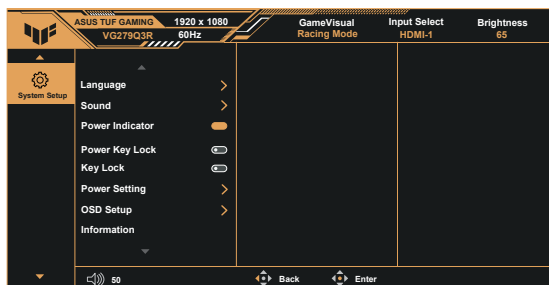 ASUS TUF GAMING 1920 x 1080 GameVisual Input Select Brightness
VG279Q3R 60Hz Racing Mode HDMI-1 65
System Setup
Language
Sound
Power Indicator
Power Key Lock
Key Lock
Power Setting
OSD Setup
Information
50 Back Enter